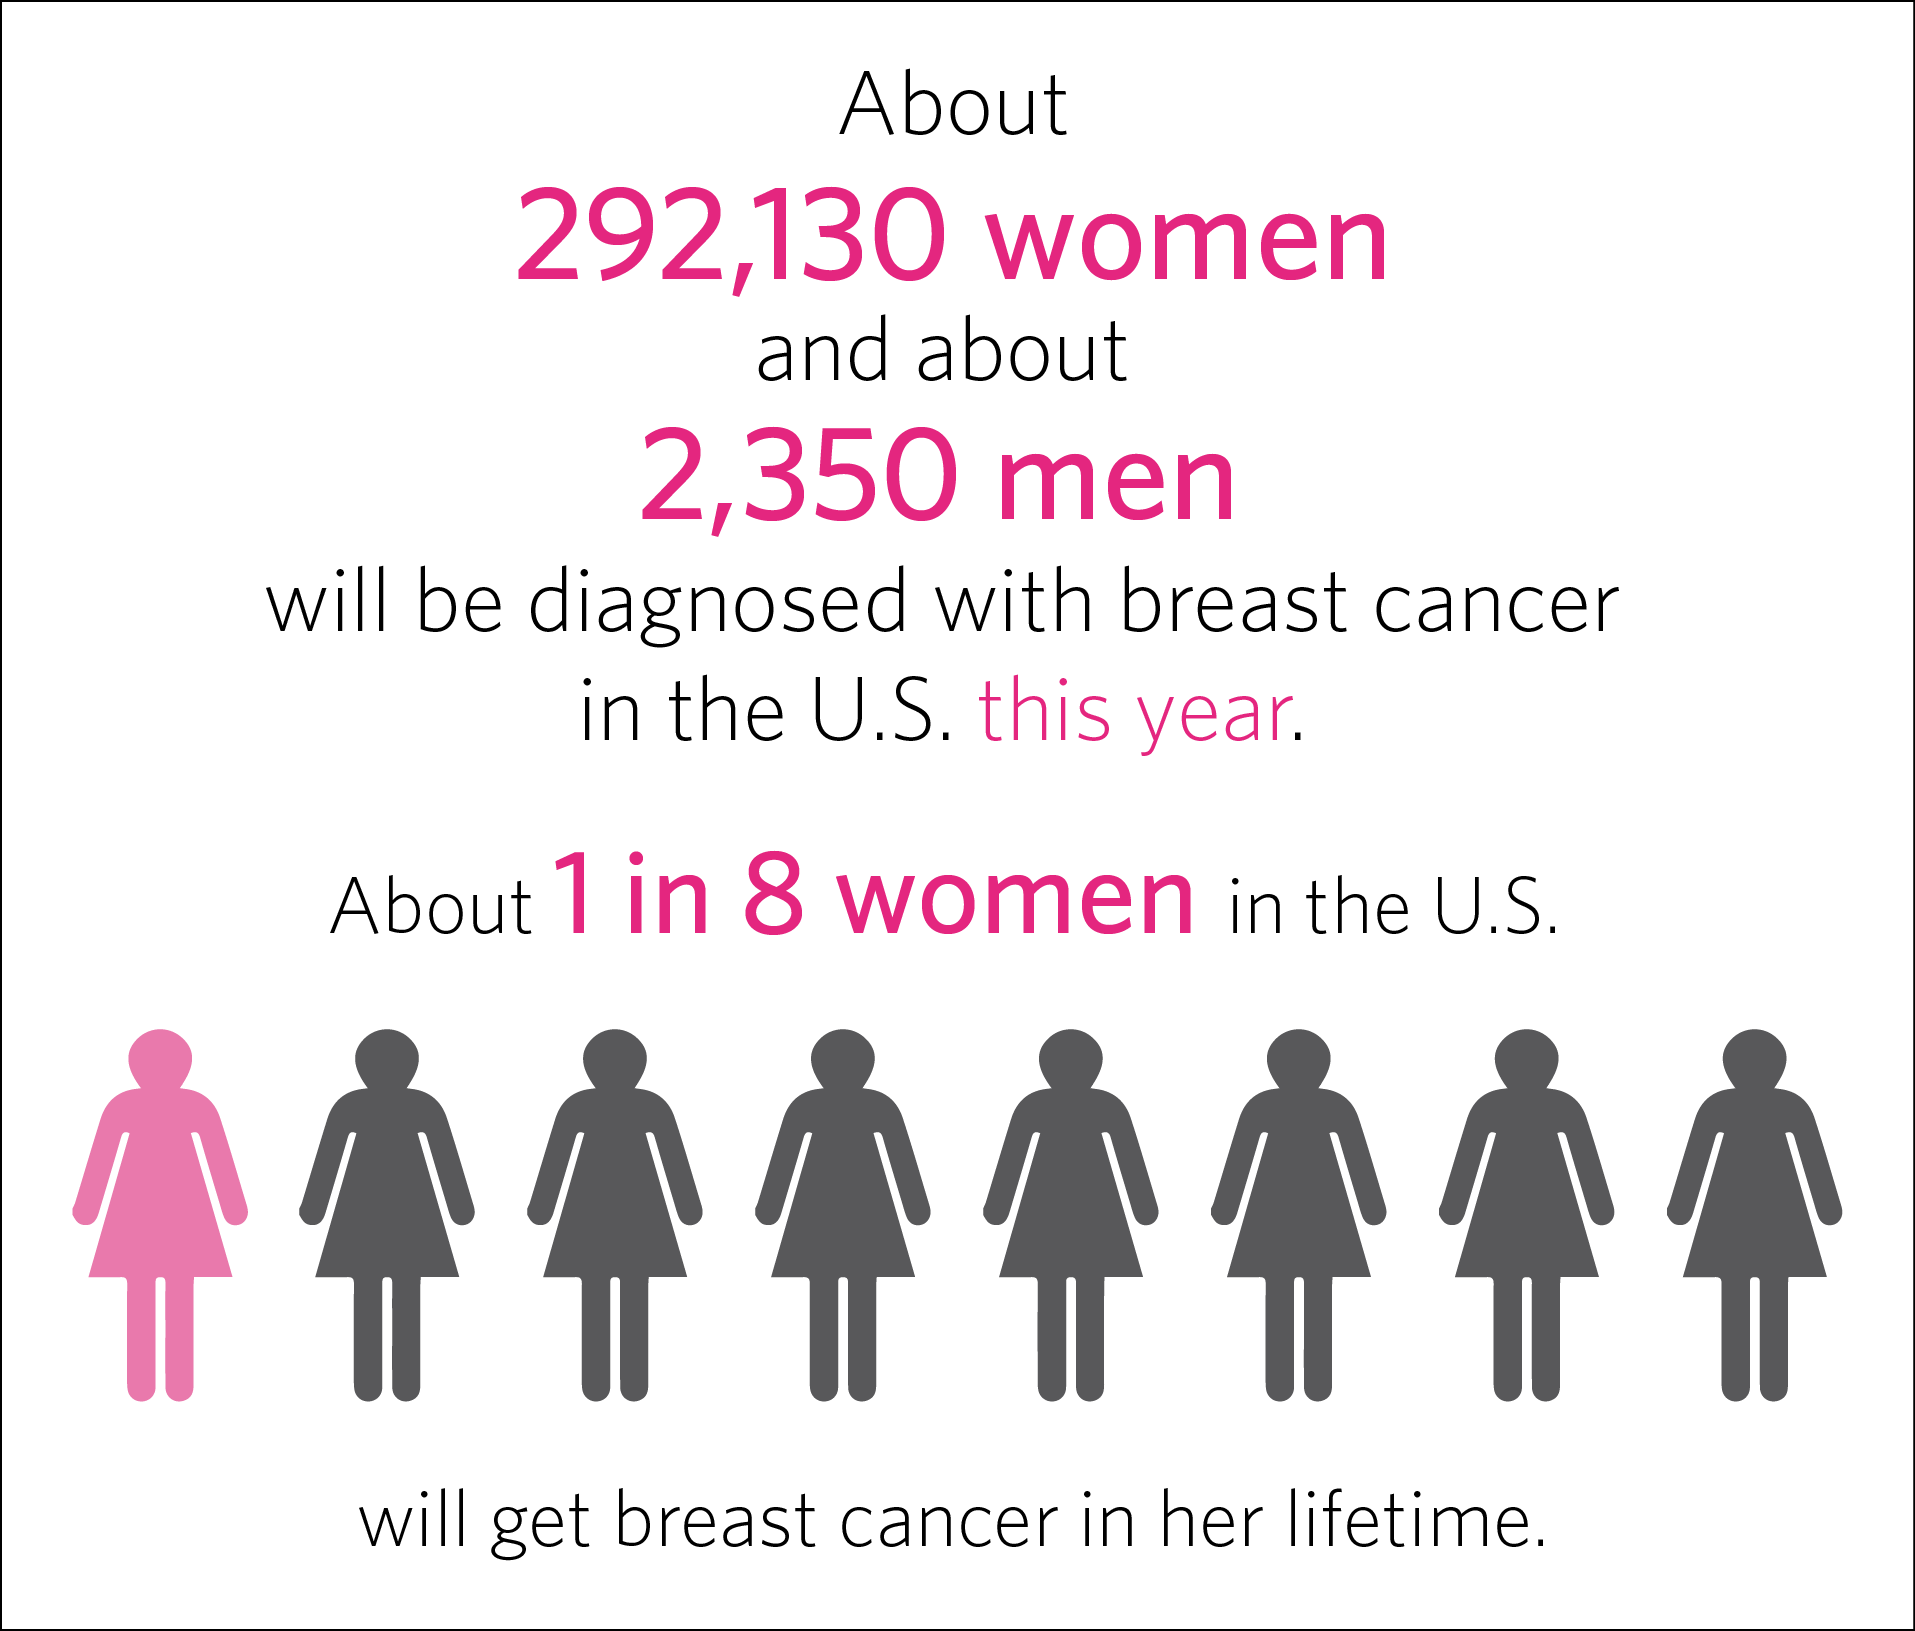 About
292,130 women
and about
2,350 men
will be diagnosed with breast cancer
in the U.S. this year.
About 1 in 8 women in the U.S.
will get breast cancer in her lifetime.